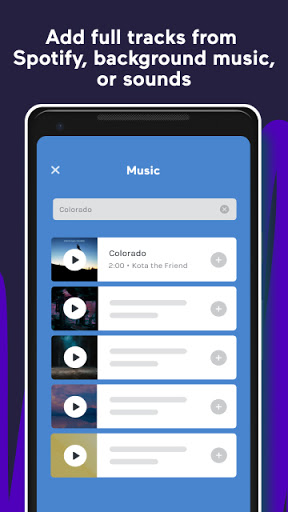 Add full tracks from
Spotify, background music,
or sounds
Music
Colorado
Colorado
2:00 • Kota the Friend